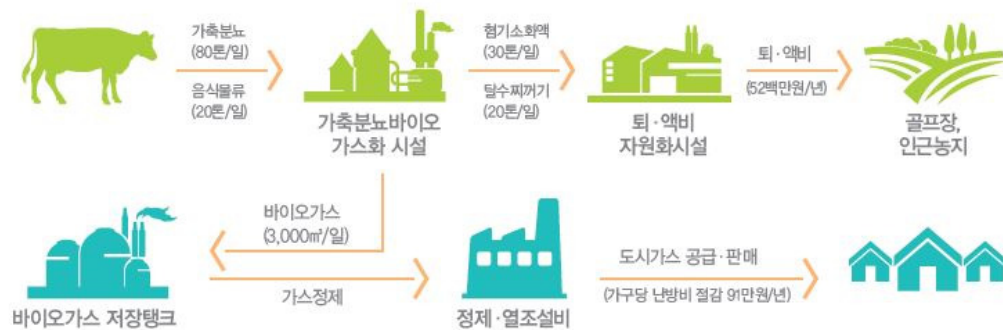 가축분뇨
(80톤/일)
음식물류
(20톤/일)
가축분뇨바이오
가스화 시설
혐기소화액
(30톤/일)
탈수찌꺼기
(20톤/일)
퇴·액비
자원화시설
퇴·액비
(52백만원/년)
골프장,
인근농지
바이오가스
(3,000㎥/일)
바이오가스 저장탱크
가스정제
정제·열조설비
도시가스 공급·판매
(가구당 난방비 절감 91만원/년)